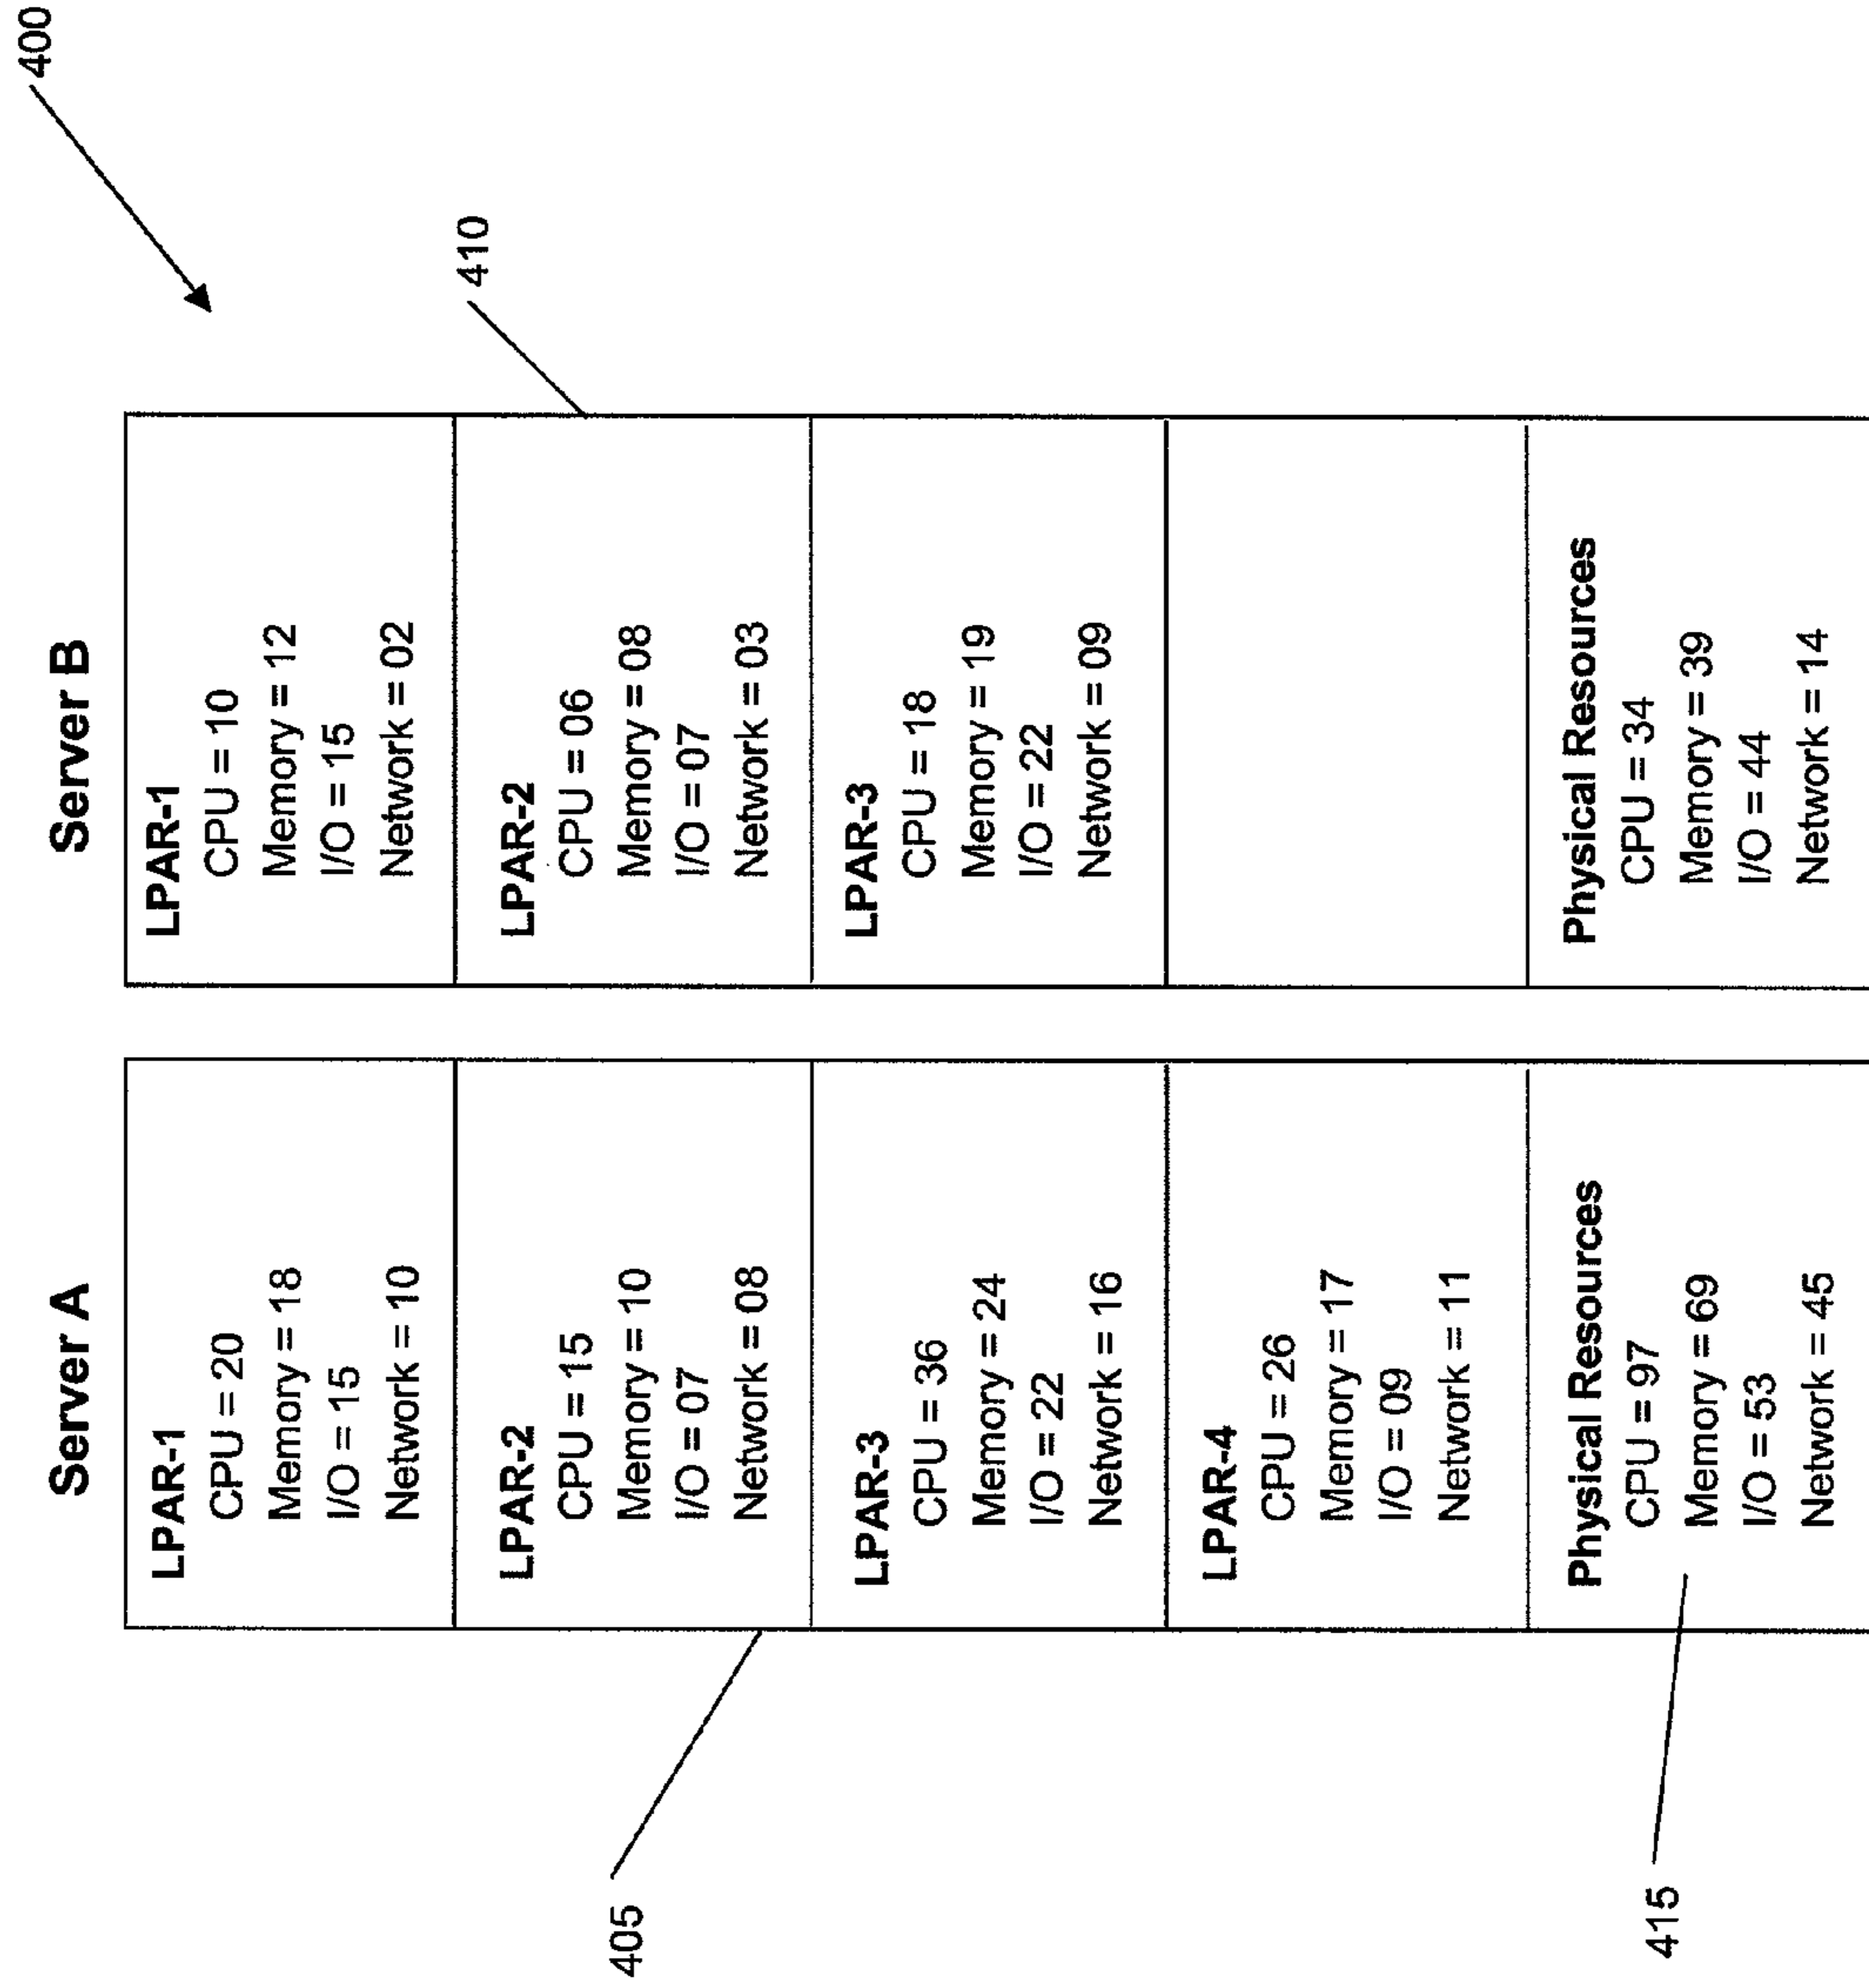 400
Server A
LPAR-1
CPU = 20
Memory = 18
I/O = 15
Network = 10
LPAR-2
CPU = 15
Memory = 10
I/O = 07
Network = 08
LPAR-3
CPU = 36
Memory = 24
I/O = 22
Network = 16
LPAR-4
CPU = 26
Memory = 17
I/O = 09
Network = 11
Physical Resources
CPU = 97
Memory = 69
I/O = 53
Network = 45
405
415
Server B
LPAR-1
CPU = 10
Memory = 12
I/O = 15
Network = 02
LPAR-2
CPU = 06
Memory = 08
I/O = 07
Network = 03
LPAR-3
CPU = 18
Memory = 19
I/O = 22
Network = 09
Physical Resources
CPU = 34
Memory = 39
I/O = 44
Network = 14
410